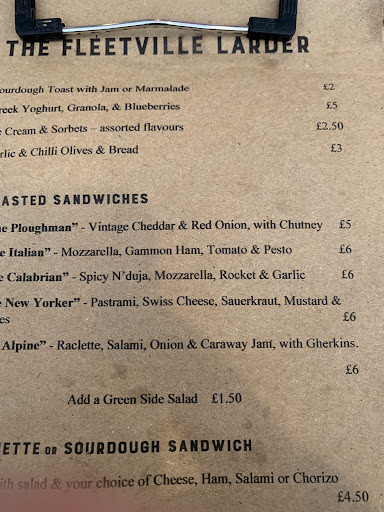 THE FLEETVILLE LARDER
ourdough Toast with Jam or Marmalade £2
reek Yoghurt, Granola, & Blueberries £5
e Cream & Sorbets – assorted flavours £2.50
rlic & Chilli Olives & Bread £3
ASTED SANDWICHES
he Ploughman” - Vintage Cheddar & Red Onion, with Chutney £5
e Italian” - Mozzarella, Gammon Ham, Tomato & Pesto £6
e Calabrian” - Spicy N’duja, Mozzarella, Rocket & Garlic £6
e New Yorker” - Pastrami, Swiss Cheese, Sauerkraut, Mustard &
es £6
Alpine” - Raclette, Salami, Onion & Caraway Jam, with Gherkins.
£6
Add a Green Side Salad £1.50
ETTE OR SOURDOUGH SANDWICH
ith salad & your choice of Cheese, Ham, Salami or Chorizo
£4.50